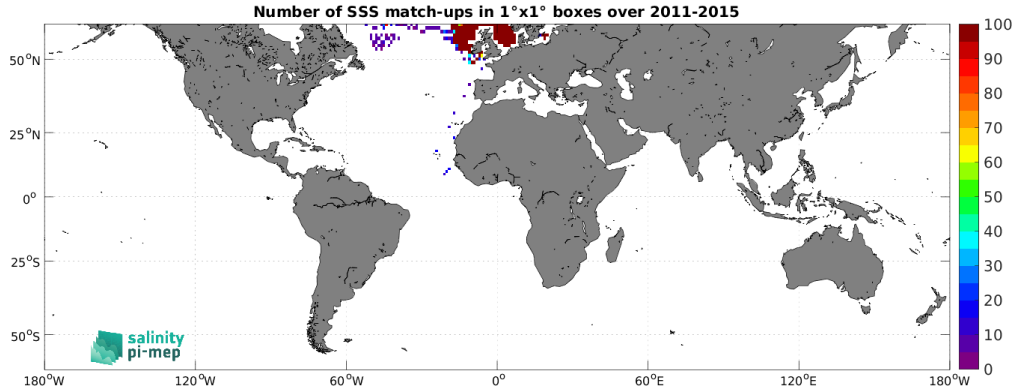 Number of SSS match-ups in 1°x1° boxes over 2011-2015
50°N
25°N
0°
25°S
50°S
180°W
120°W
60°W
0°
60°E
120°E
180°W
100
90
80
70
60
50
40
30
20
10
0
salinity
pi-mep